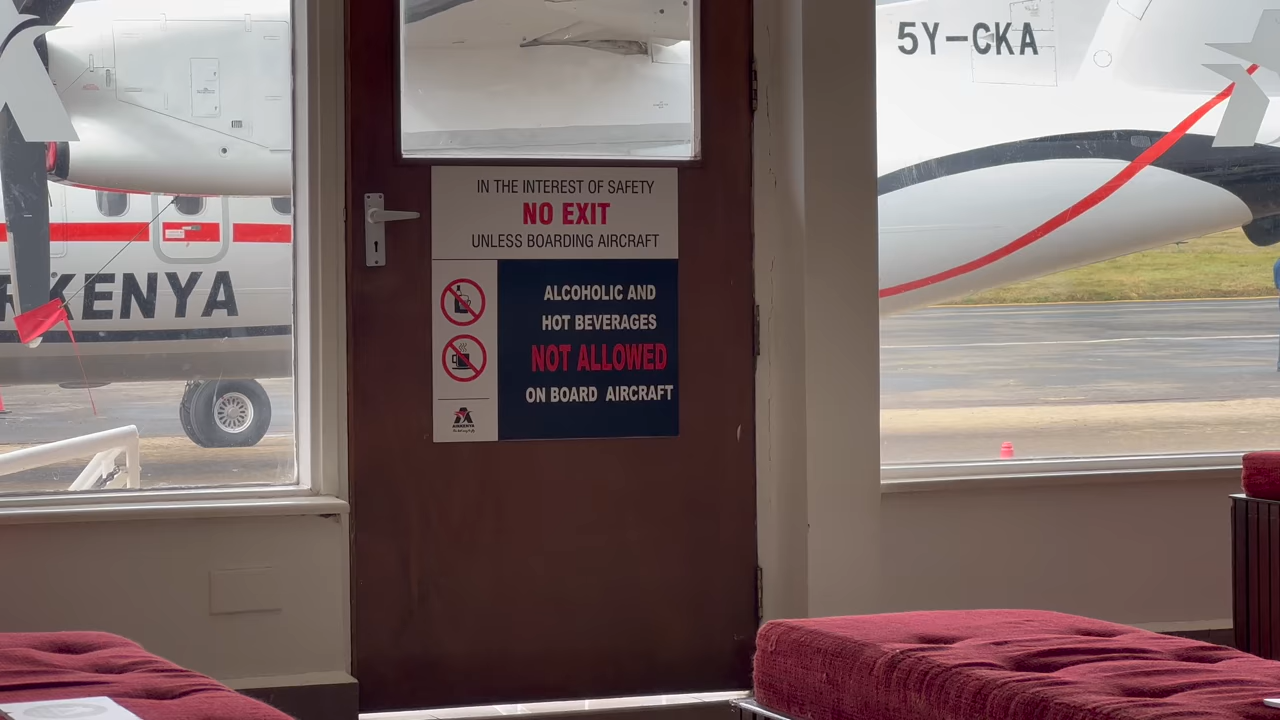 5Y-CKA
RKENYA
IN THE INTEREST OF SAFETY
NO EXIT
UNLESS BOARDING AIRCRAFT
ALCOHOLIC AND
HOT BEVERAGES
NOT ALLOWED
ON BOARD AIRCRAFT
AIRKENYA